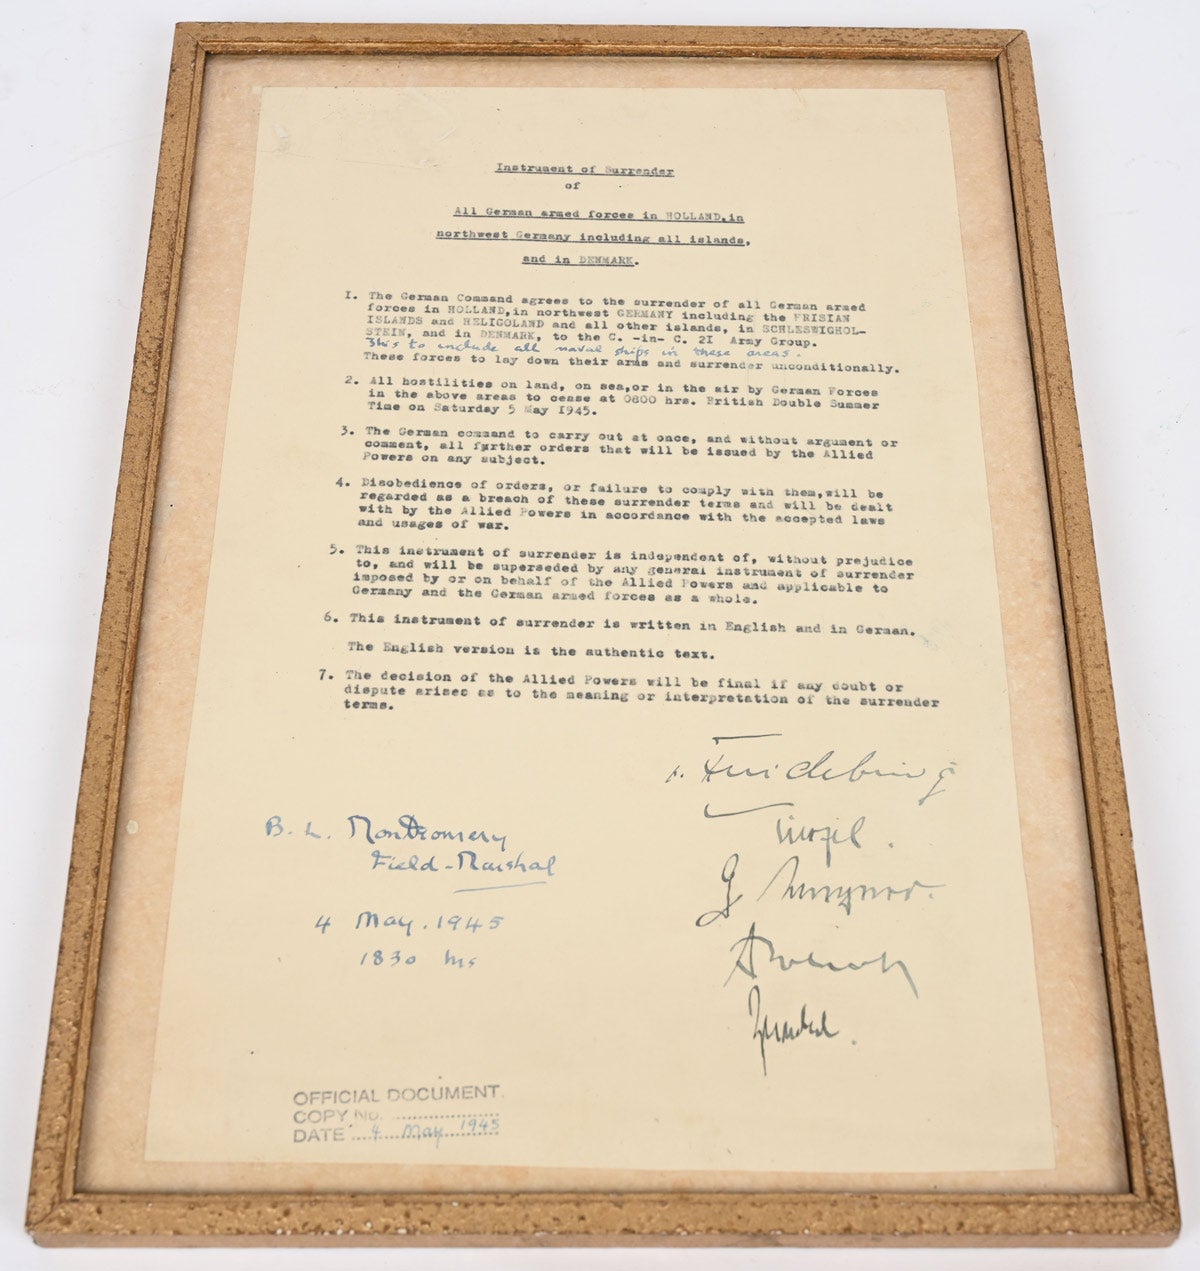 Instrument of Surrender
of
All German armed forces in HOLLAND, in
northwest Germany including all islands,
and in DENMARK.
I. The German Command agrees to the surrender of all German armed
forces in HOLLAND, in northwest GERMANY including the FRISIAN
ISLANDS and HELIGOLAND and all other islands, in SCHLESWIGHOL-
STEIN, and in DENMARK, to the C. -in- C. 2I Army Group.
This to include all naval ships in these areas.
These forces to lay down their arms and surrender unconditionally.
2. All hostilities on land, on sea, or in the air by German Forces
in the above areas to cease at 0800 hrs. British Double Summer
Time on Saturday 5 May I945.
3. The German command to carry out at once, and without argument or
comment, all further orders that will be issued by the Allied
Powers on any subject.
4. Disobedience of orders, or failure to comply with them, will be
regarded as a breach of these surrender terms and will be dealt
with by the Allied Powers in accordance with the accepted laws
and usages of war.
5. This instrument of surrender is independent of, without prejudice
to, and will be superseded by any general instrument of surrender
imposed by or on behalf of the Allied Powers and applicable to
Germany and the German armed forces as a whole.
6. This instrument of surrender is written in English and in German.
The English version is the authentic text.
7. The decision of the Allied Powers will be final if any doubt or
dispute arises as to the meaning or interpretation of the surrender
terms.
B. L. Montgomery
Field-Marshal
4 May. 1945
1830 hrs
OFFICIAL DOCUMENT.
COPY No. ....................
DATE ... 4 May 1945